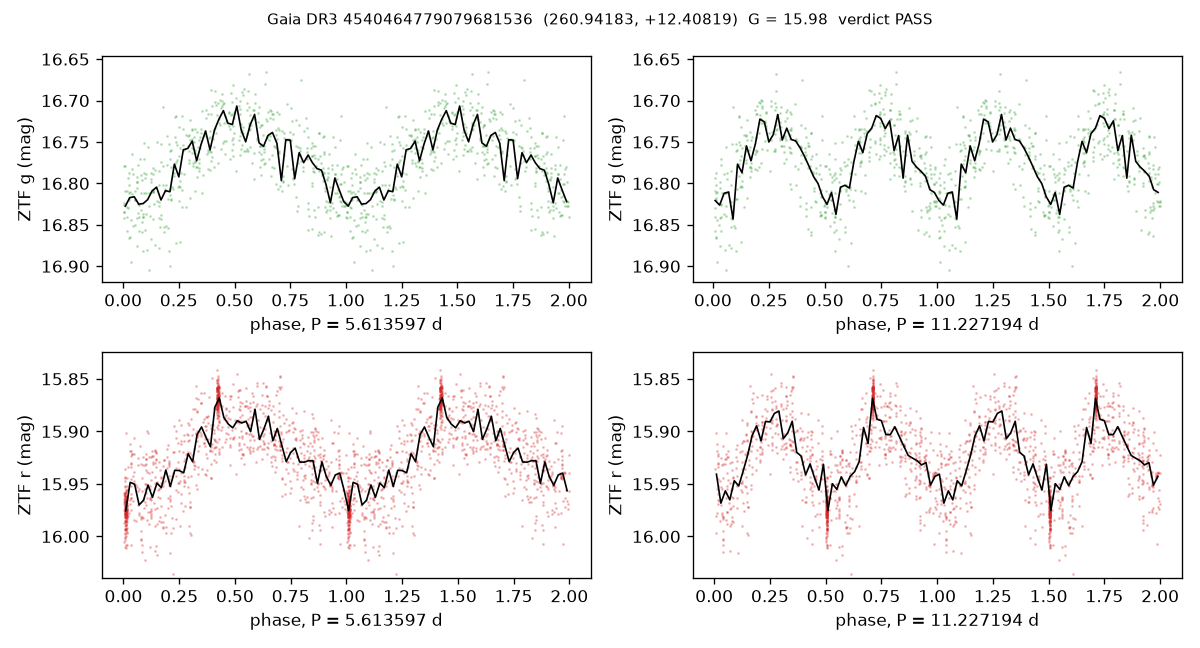 Gaia DR3 4540464779079681536 (260.94183, +12.40819) G = 15.98 verdict PASS
16.65
16.70
16.75
16.80
16.85
16.90
ZTF g (mag)
0.00 0.25 0.50 0.75 1.00 1.25 1.50 1.75 2.00
phase, P = 5.613597 d
16.65
16.70
16.75
16.80
16.85
16.90
ZTF g (mag)
0.00 0.25 0.50 0.75 1.00 1.25 1.50 1.75 2.00
phase, P = 11.227194 d
15.85
15.90
15.95
16.00
ZTF r (mag)
0.00 0.25 0.50 0.75 1.00 1.25 1.50 1.75 2.00
phase, P = 5.613597 d
15.85
15.90
15.95
16.00
ZTF r (mag)
0.00 0.25 0.50 0.75 1.00 1.25 1.50 1.75 2.00
phase, P = 11.227194 d